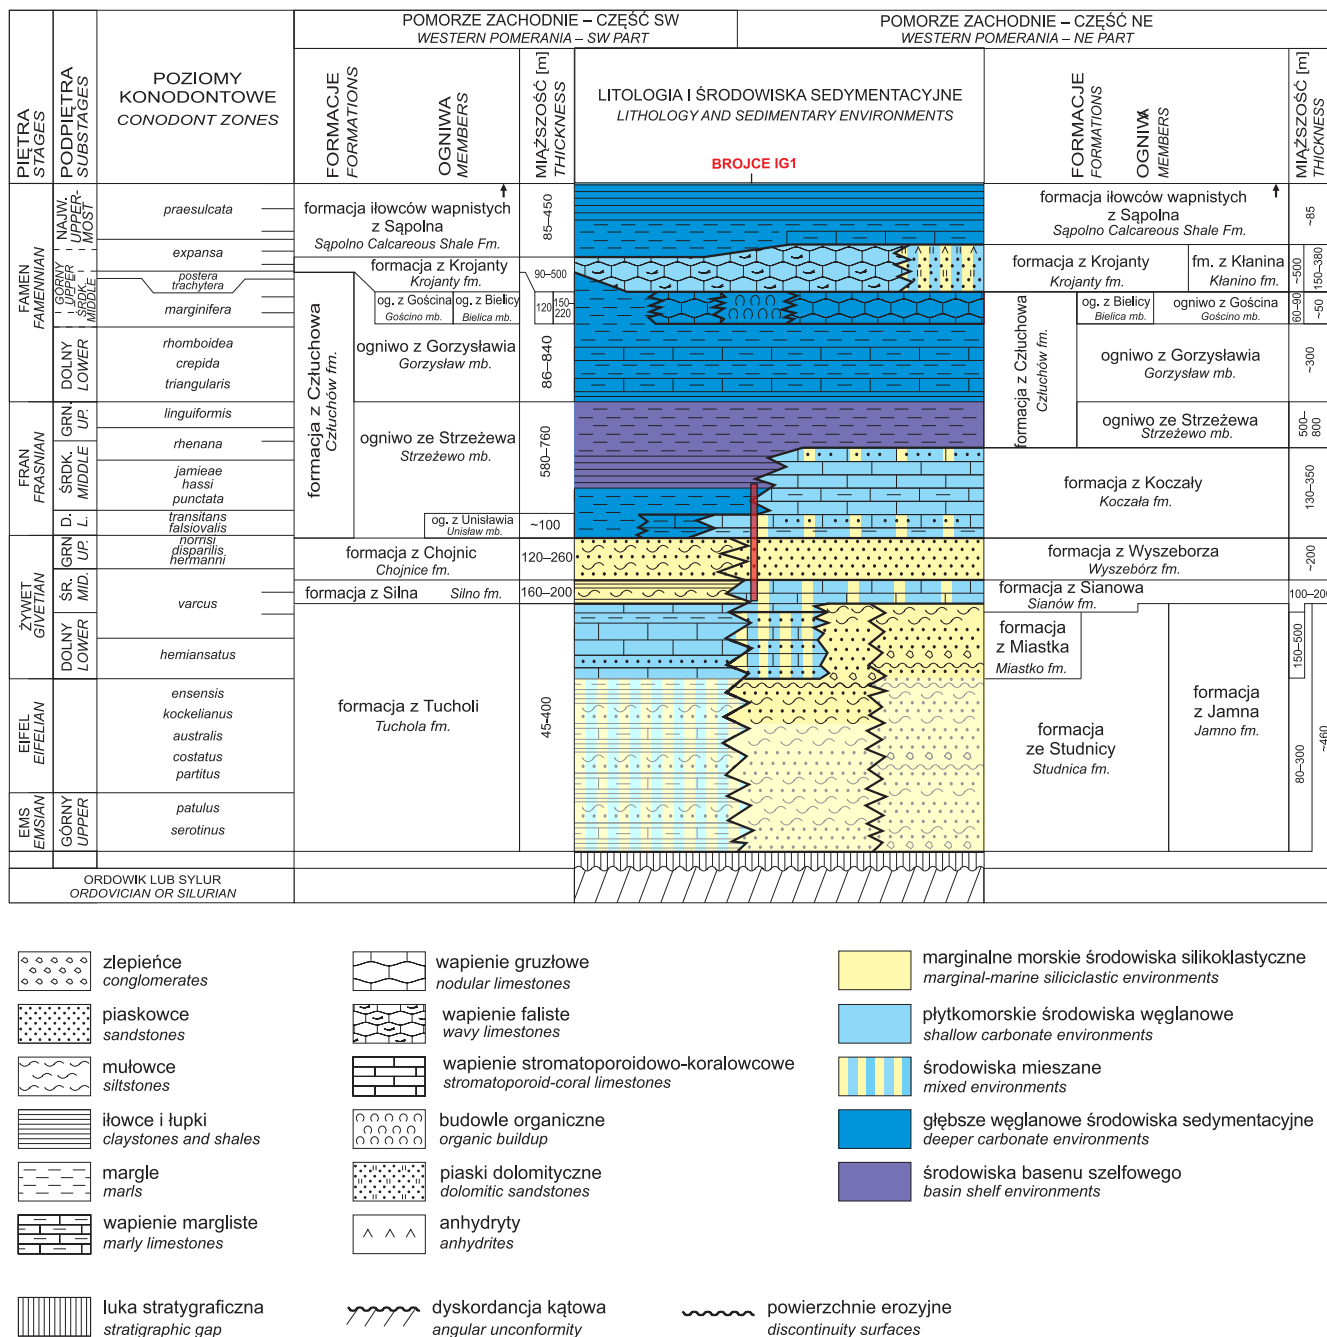 POMORZE ZACHODNIE – CZĘŚĆ SW
WESTERN POMERANIA – SW PART
POMORZE ZACHODNIE – CZĘŚĆ NE
WESTERN POMERANIA – NE PART
PIĘTRA
STAGES
PODPIĘTRA
SUBSTAGES
POZIOMY
KONODONTOWE
CONODONT ZONES
FORMACJE
FORMATIONS
OGNIWA
MEMBERS
MIĄŻSZOŚĆ [m]
THICKNESS
LITOLOGIA I ŚRODOWISKA SEDYMENTACYJNE
LITHOLOGY AND SEDIMENTARY ENVIRONMENTS
BROJCE IG1
FORMACJE
FORMATIONS
OGNIWA
MEMBERS
MIĄŻSZOŚĆ [m]
THICKNESS
FAMEN
FAMENNIAN
NAJW.
UPPER-
MOST
GÓRNY
UPPER
ŚRDK.
MIDDLE
DOLNY
LOWER
praesulcata
expansa
postera
trachytera
marginifera
rhomboidea
crepida
triangularis
FRAN
FRASNIAN
GRN.
UP.
ŚRDK.
MIDDLE
D.
L.
linguiformis
rhenana
jamieae
hassi
punctata
transitans
falsiovalis
ŻYWET
GIVETIAN
GRN
UP.
ŚR.
MID.
DOLNY
LOWER
norrisi
disparilis
hermanni
varcus
hemiansatus
EIFEL
EIFELIAN
ensensis
kockelianus
australis
costatus
partitus
EMS
EMSIAN
GÓRNY
UPPER
patulus
serotinus
ORDOWIK LUB SYLUR
ORDOVICIAN OR SILURIAN
formacja iłowców wapnistych
z Sąpolna
Sąpolno Calcareous Shale Fm.
85–450
formacja z Krojanty
Krojanty fm.
90–500
formacja z Człuchowa
Człuchów fm.
og. z Gościna
Gościno mb.
og. z Bielicy
Bielica mb.
120
150–
220
ogniwo z Gorzysławia
Gorzysław mb.
86–840
ogniwo ze Strzeżewa
Strzeżewo mb.
580–760
og. z Unisławia
Unisław mb.
~100
formacja z Chojnic
Chojnice fm.
120–260
formacja z Silna
Silno fm.
160–200
formacja z Tucholi
Tuchola fm.
45-400
formacja iłowców wapnistych
z Sąpolna
Sąpolno Calcareous Shale Fm.
~85
formacja z Krojanty
Krojanty fm.
fm. z Kłanina
Kłanino fm.
~500
150–380
formacja z Człuchowa
Człuchów fm.
og. z Bielicy
Bielica mb.
ogniwo z Gościna
Gościno mb.
60–90
~50
ogniwo z Gorzysławia
Gorzysław mb.
~300
ogniwo ze Strzeżewa
Strzeżewo mb.
500–
800
formacja z Koczały
Koczała fm.
130–350
formacja z Wyszeborza
Wyszebórz fm.
~200
formacja z Sianowa
Sianów fm.
100–200
formacja
z Miastka
Miastko fm.
150–500
formacja
z Jamna
Jamno fm.
~460
formacja
ze Studnicy
Studnica fm.
80–300
zlepieńce
conglomerates
piaskowce
sandstones
mułowce
siltstones
iłowce i łupki
claystones and shales
margle
marls
wapienie margliste
marly limestones
luka stratygraficzna
stratigraphic gap
wapienie gruzłowe
nodular limestones
wapienie faliste
wavy limestones
wapienie stromatoporoidowo-koralowcowe
stromatoporoid-coral limestones
budowle organiczne
organic buildup
piaski dolomityczne
dolomitic sandstones
anhydryty
anhydrites
dyskordancja kątowa
angular unconformity
marginalne morskie środowiska silikoklastyczne
marginal-marine siliciclastic environments
płytkomorskie środowiska węglanowe
shallow carbonate environments
środowiska mieszane
mixed environments
głębsze węglanowe środowiska sedymentacyjne
deeper carbonate environments
środowiska basenu szelfowego
basin shelf environments
powierzchnie erozyjne
discontinuity surfaces